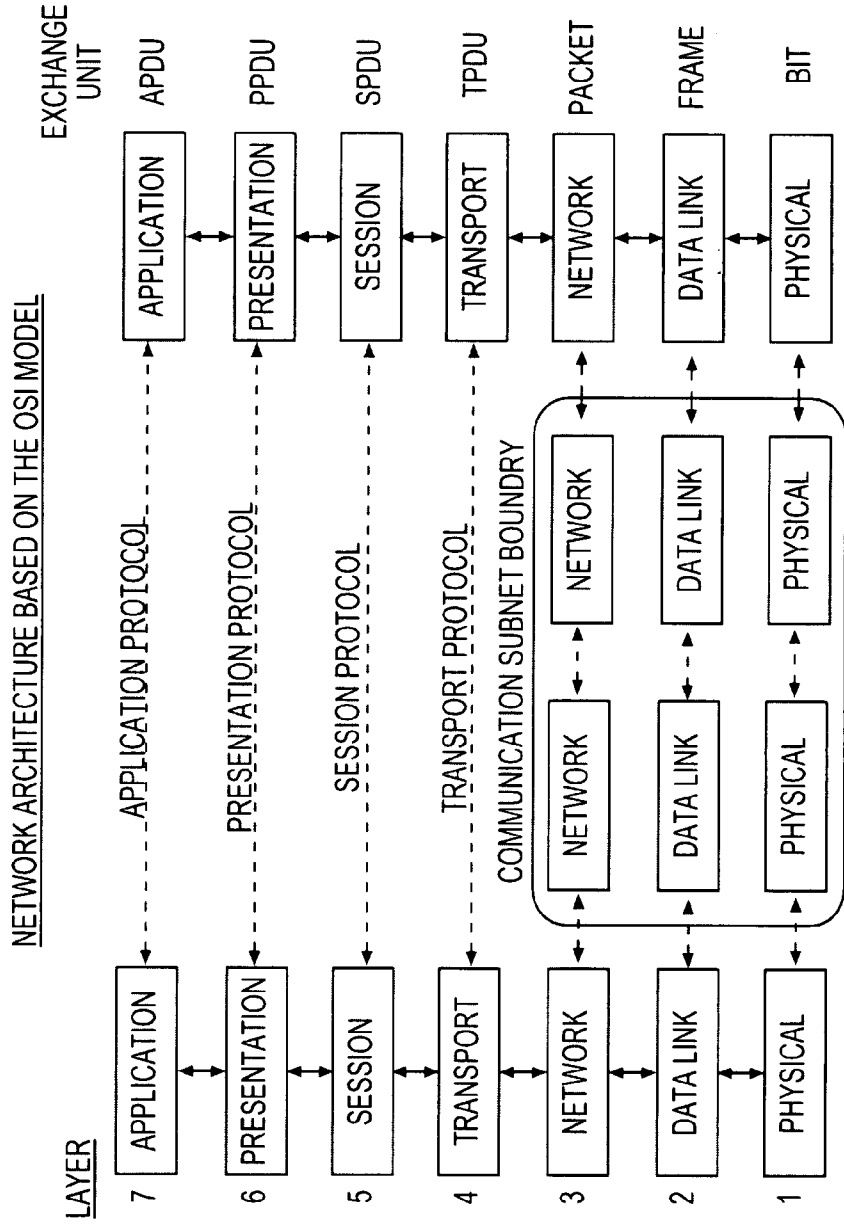 NETWORK ARCHITECTURE BASED ON THE OSI MODEL
LAYER
EXCHANGE
UNIT
7 APPLICATION APPLICATION PROTOCOL APPLICATION APDU
6 PRESENTATION PRESENTATION PROTOCOL PRESENTATION PPDU
5 SESSION SESSION PROTOCOL SESSION SPDU
4 TRANSPORT TRANSPORT PROTOCOL TRANSPORT TPDU
COMMUNICATION SUBNET BOUNDRY
3 NETWORK NETWORK NETWORK NETWORK PACKET
2 DATA LINK DATA LINK DATA LINK DATA LINK FRAME
1 PHYSICAL PHYSICAL PHYSICAL PHYSICAL BIT